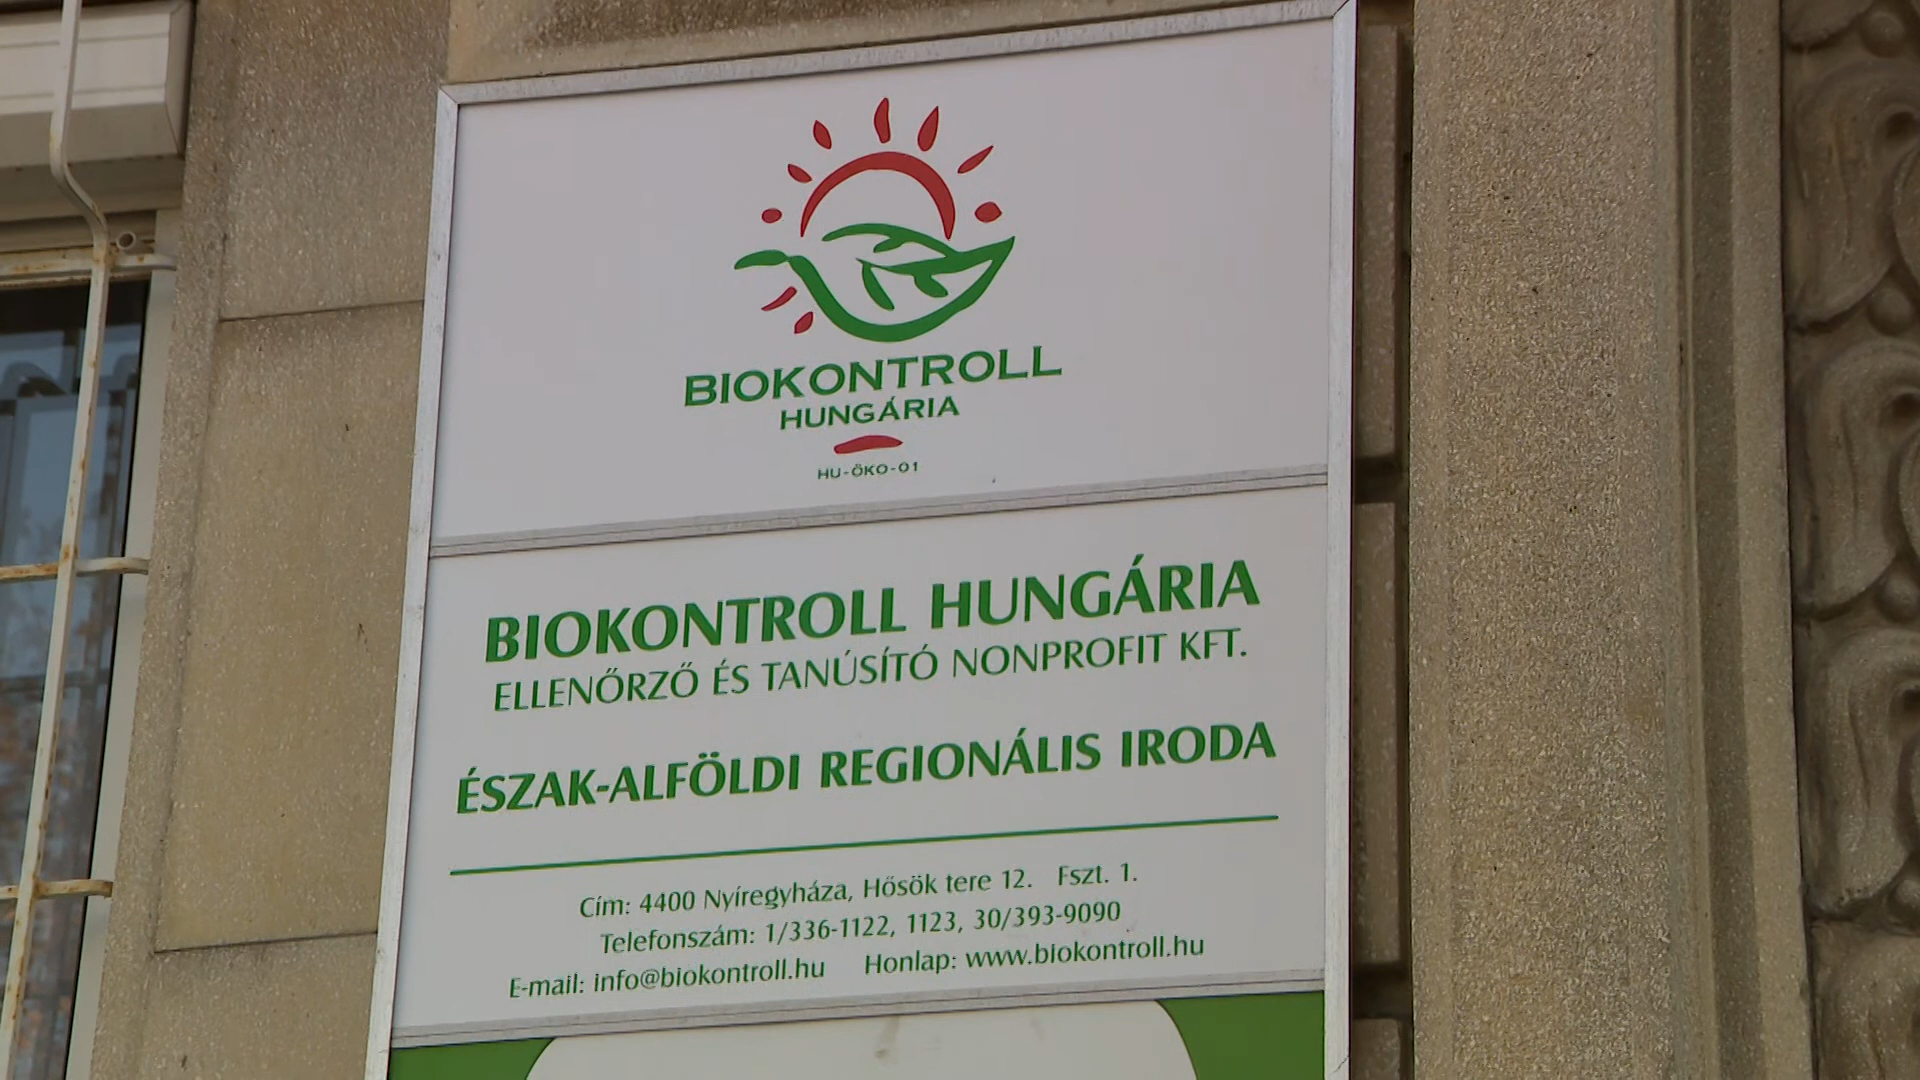 BIOKONTROLL
HUNGÁRIA
HU-ÖKO-01
BIOKONTROLL HUNGÁRIA
ELLENŐRZŐ ÉS TANÚSÍTÓ NONPROFIT KFT.
ÉSZAK-ALFÖLDI REGIONÁLIS IRODA
Cím: 4400 Nyíregyháza, Hősök tere 12. Fszt. 1.
Telefonszám: 1/336-1122, 1123, 30/393-9090
E-mail: info@biokontroll.hu Honlap: www.biokontroll.hu